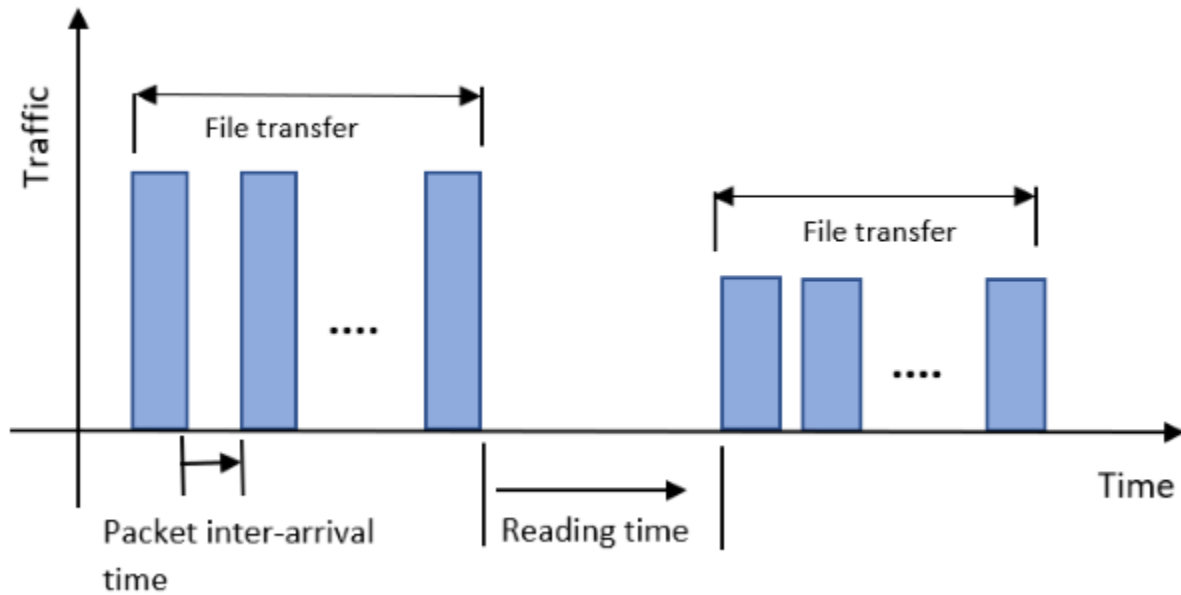 Traffic
File transfer
File transfer
....
....
Time
Packet inter-arrival
time
Reading time